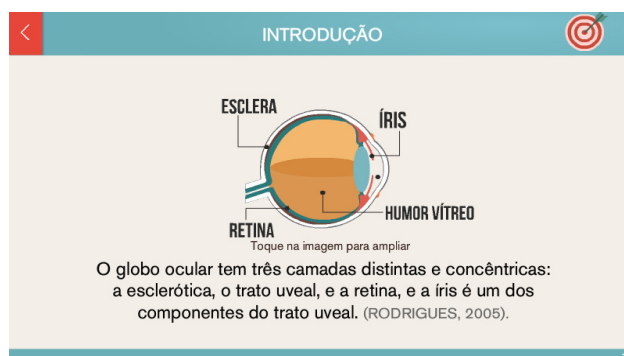 INTRODUÇÃO
ESCLERA
ÍRIS
HUMOR VÍTREO
RETINA
Toque na imagem para ampliar
O globo ocular tem três camadas distintas e concêntricas:
a esclerótica, o trato uveal, e a retina, e a íris é um dos
componentes do trato uveal. (RODRIGUES, 2005).